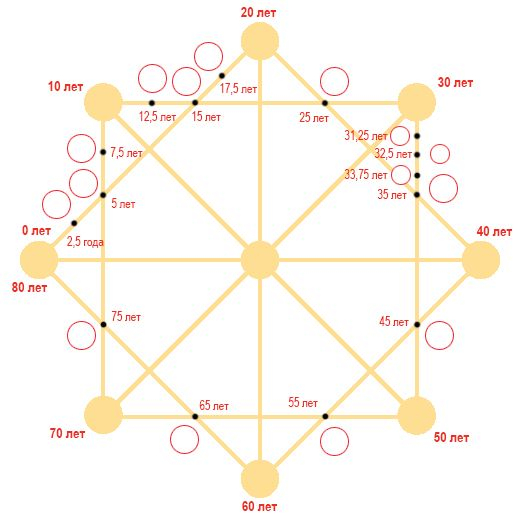 20 лет
10 лет
30 лет
17,5 лет
12,5 лет
15 лет
25 лет
31,25 лет
7,5 лет
32,5 лет
33,75 лет
5 лет
35 лет
0 лет
2,5 года
40 лет
80 лет
75 лет
45 лет
65 лет
55 лет
70 лет
50 лет
60 лет